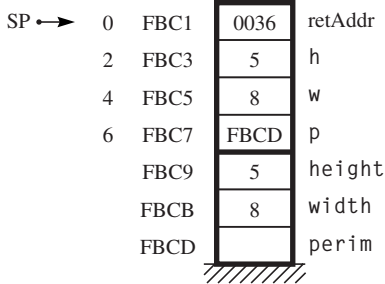 SP 0 FBC1 0036 retAddr
2 FBC3 5 h
4 FBC5 8 w
6 FBC7 FBCD p
FBC9 5 height
FBCB 8 width
FBCD perim